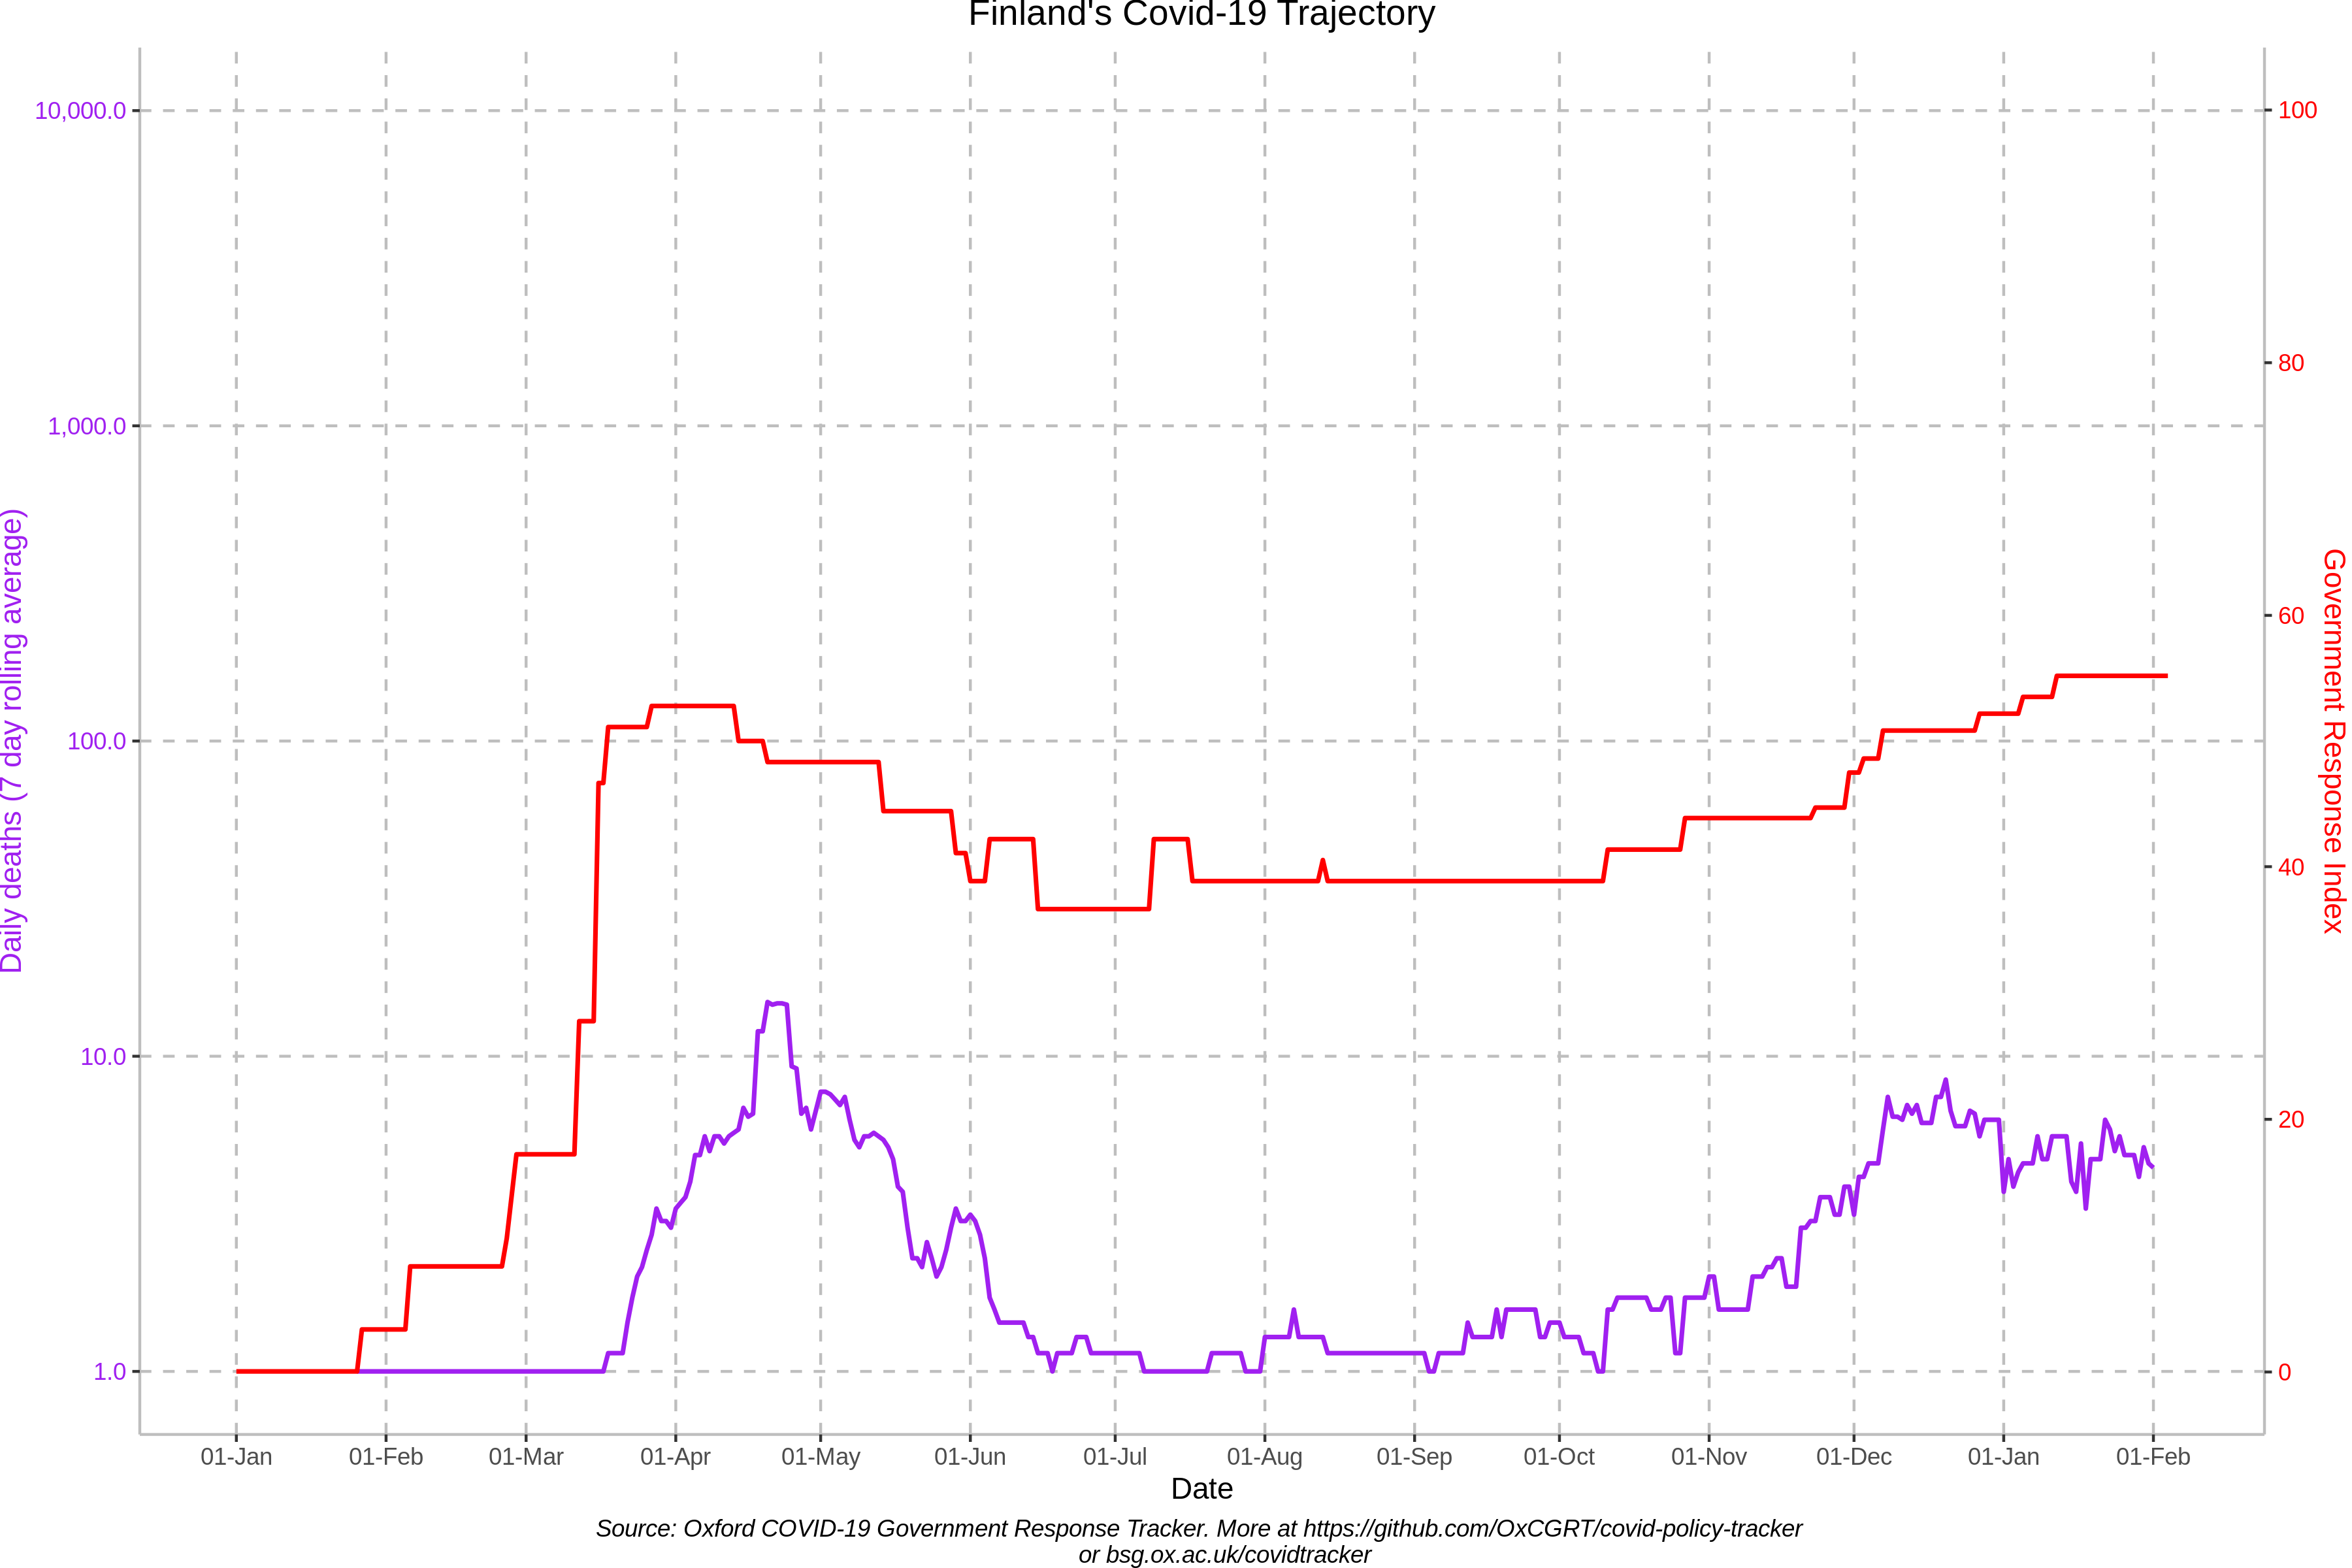 Finland's Covid-19 Trajectory
10,000.0
1,000.0
100.0
10.0
1.0
Daily deaths (7 day rolling average)
100
80
60
40
20
0
Government Response Index
01-Jan 01-Feb 01-Mar 01-Apr 01-May 01-Jun 01-Jul 01-Aug 01-Sep 01-Oct 01-Nov 01-Dec 01-Jan 01-Feb
Date
Source: Oxford COVID-19 Government Response Tracker. More at https://github.com/OxCGRT/covid-policy-tracker
or bsg.ox.ac.uk/covidtracker